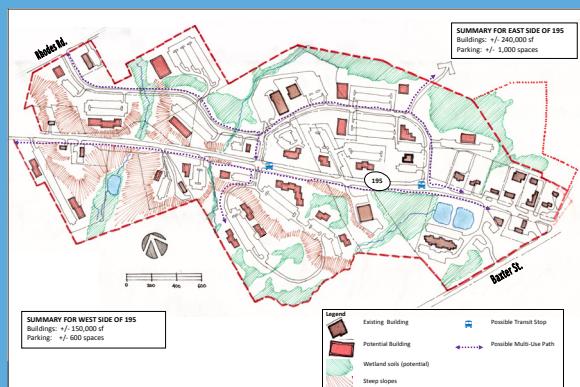 Rhodes Rd.
SUMMARY FOR EAST SIDE OF 195
Buildings: +/- 240,000 sf
Parking: +/- 1,000 spaces
195
Baxter St.
0 200 400 600
SUMMARY FOR WEST SIDE OF 195
Buildings: +/- 150,000 sf
Parking: +/- 600 spaces
Legend
Existing Building
Possible Transit Stop
Potential Building
Possible Multi-Use Path
Wetland soils (potential)
Steep slopes